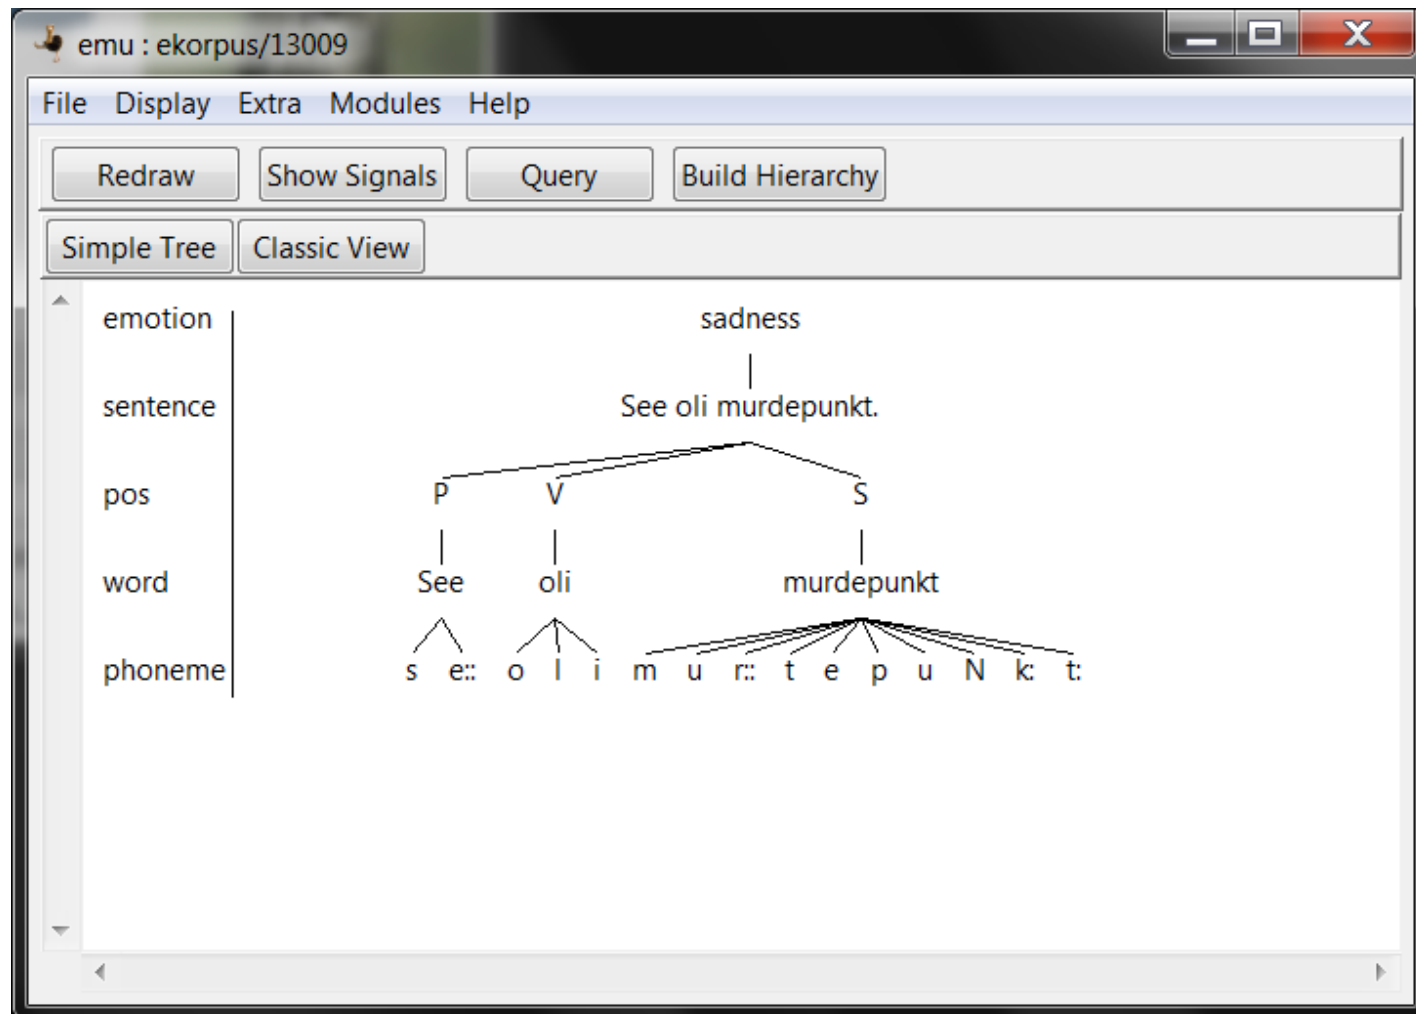 emu : ekorpus/13009
File Display Extra Modules Help
Redraw Show Signals Query Build Hierarchy
Simple Tree Classic View
emotion sadness
sentence See oli murdepunkt.
pos P V S
word See oli murdepunkt
phoneme s e:: o l i m u r:: t e p u N k: t: